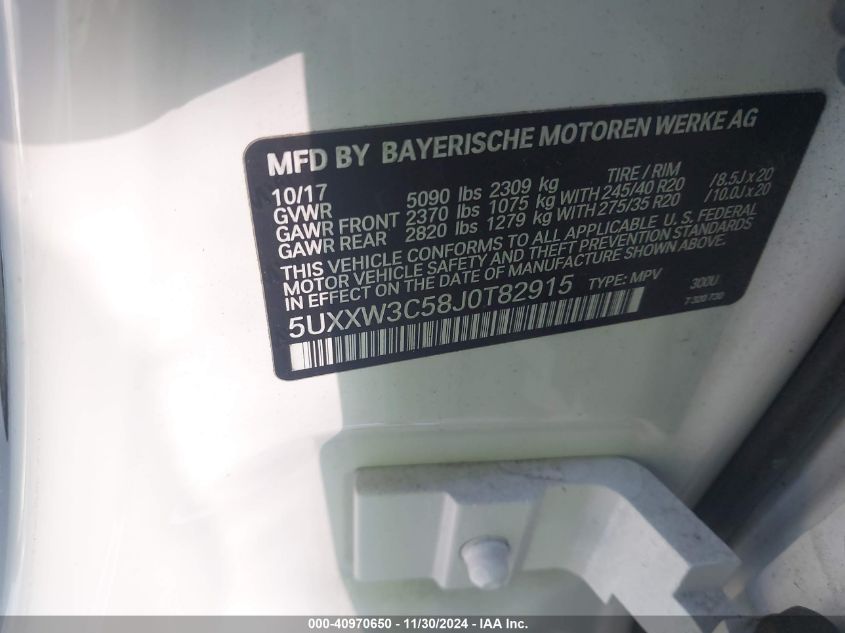 MFD BY BAYERISCHE MOTOREN WERKE AG
10/17 TIRE / RIM
GVWR 5090 lbs 2309 kg
GAWR FRONT 2370 lbs 1075 kg WITH 245/40 R20 /8.5J x 20
GAWR REAR 2820 lbs 1279 kg WITH 275/35 R20 /10.0J x 20
THIS VEHICLE CONFORMS TO ALL APPLICABLE U.S. FEDERAL
MOTOR VEHICLE SAFETY AND THEFT PREVENTION STANDARDS
IN EFFECT ON THE DATE OF MANUFACTURE SHOWN ABOVE.
5UXXW3C58J0T82915 TYPE: MPV 300U
7 320 730
000-40970650 - 11/30/2024 - IAA Inc.